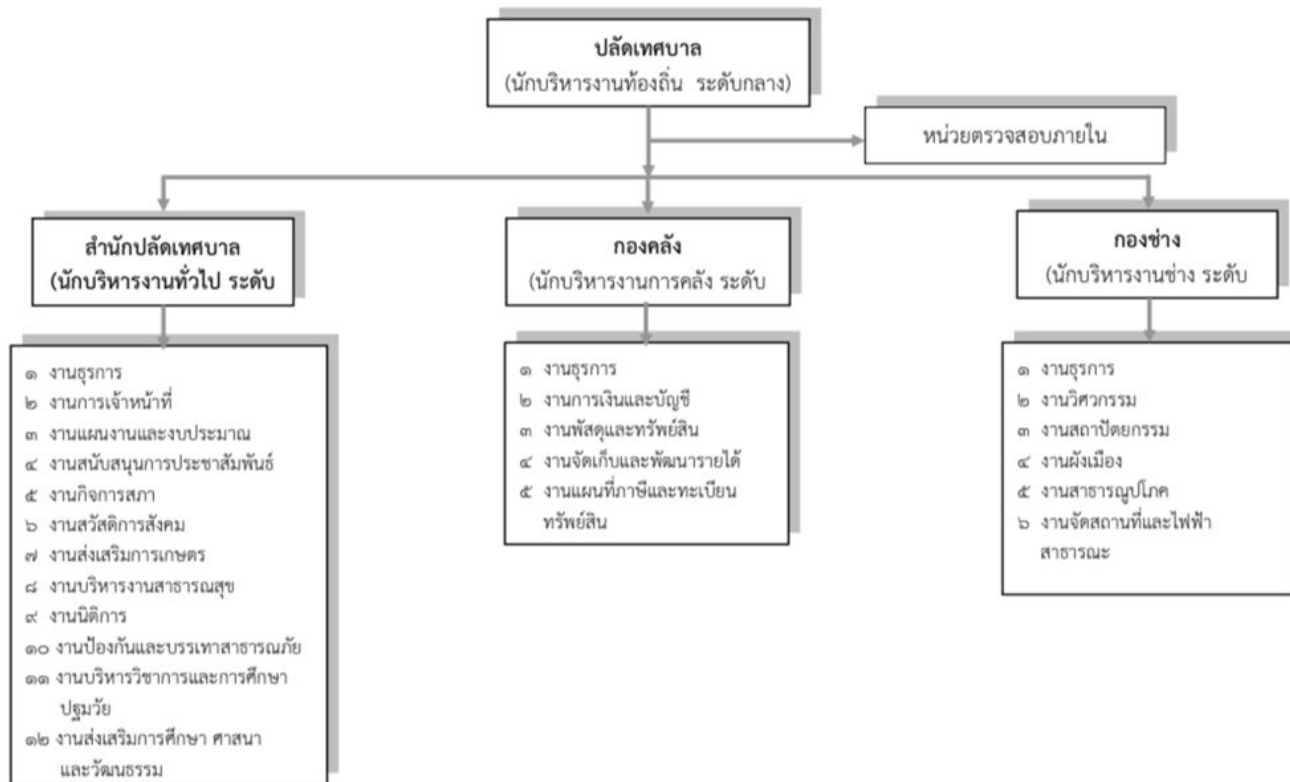 ปลัดเทศบาล
(นักบริหารงานท้องถิ่น ระดับกลาง)
หน่วยตรวจสอบภายใน
สำนักปลัดเทศบาล
(นักบริหารงานทั่วไป ระดับ
กองคลัง
(นักบริหารงานการคลัง ระดับ
กองช่าง
(นักบริหารงานช่าง ระดับ
๑ งานธุรการ
๒ งานการเจ้าหน้าที่
๓ งานแผนงานและงบประมาณ
๔ งานสนับสนุนการประชาสัมพันธ์
๕ งานกิจการสภา
๖ งานสวัสดิการสังคม
๗ งานส่งเสริมการเกษตร
๘ งานบริหารงานสาธารณสุข
๙ งานนิติการ
๑๐ งานป้องกันและบรรเทาสาธารณภัย
๑๑ งานบริหารวิชาการและการศึกษา
ปฐมวัย
๑๒ งานส่งเสริมการศึกษา ศาสนา
และวัฒนธรรม
๑ งานธุรการ
๒ งานการเงินและบัญชี
๓ งานพัสดุและทรัพย์สิน
๔ งานจัดเก็บและพัฒนารายได้
๕ งานแผนที่ภาษีและทะเบียน
ทรัพย์สิน
๑ งานธุรการ
๒ งานวิศวกรรม
๓ งานสถาปัตยกรรม
๔ งานผังเมือง
๕ งานสาธารณูปโภค
๖ งานจัดสถานที่และไฟฟ้า
สาธารณะ